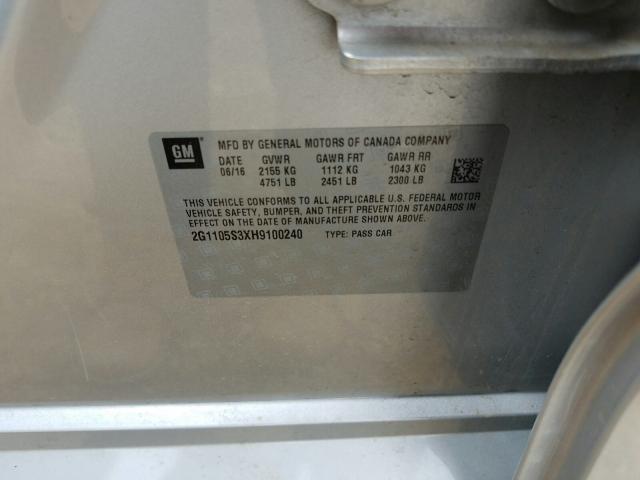 GM
MFD BY GENERAL MOTORS OF CANADA COMPANY
DATE GVWR GAWR FRT GAWR RR
06/16 2155 KG 1112 KG 1043 KG
4751 LB 2451 LB 2300 LB
THIS VEHICLE CONFORMS TO ALL APPLICABLE U.S. FEDERAL MOTOR
VEHICLE SAFETY, BUMPER, AND THEFT PREVENTION STANDARDS IN
EFFECT ON THE DATE OF MANUFACTURE SHOWN ABOVE.
2G1105S3XH9100240 TYPE: PASS CAR